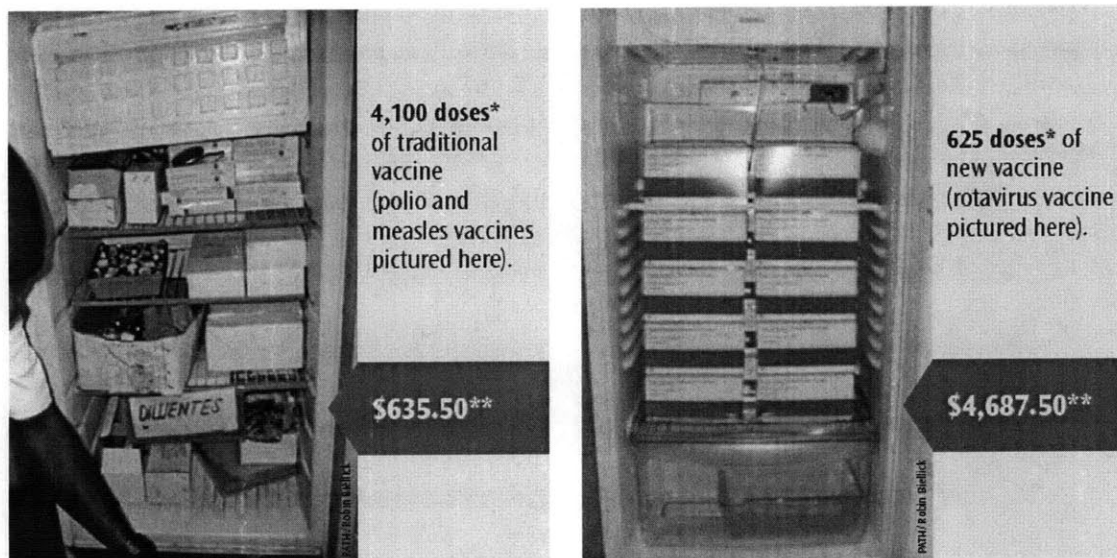 4,100 doses*
of traditional
vaccine
(polio and
measles vaccines
pictured here).
$635.50**
DILUENTES
PATH/Robin Biellick
625 doses* of
new vaccine
(rotavirus vaccine
pictured here).
$4,687.50**
PATH/Robin Biellick